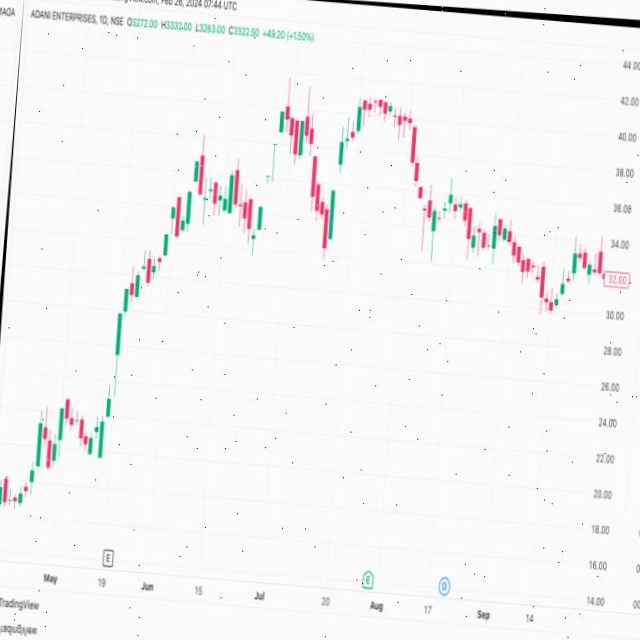 MADA
Feb 26, 2024 07:44 UTC
ADANI ENTERPRISES, 1D, NSE O3272.00 H3332.00 L3263.00 C3322.50 +49.20 (+1.50%)
44.00
42.00
40.00
38.00
36.00
34.00
32.00
30.00
28.00
26.00
24.00
22.00
20.00
18.00
16.00
14.00
E
E
D
May 19 Jun 15 Jul 20 Aug 17 Sep 14
TradingView